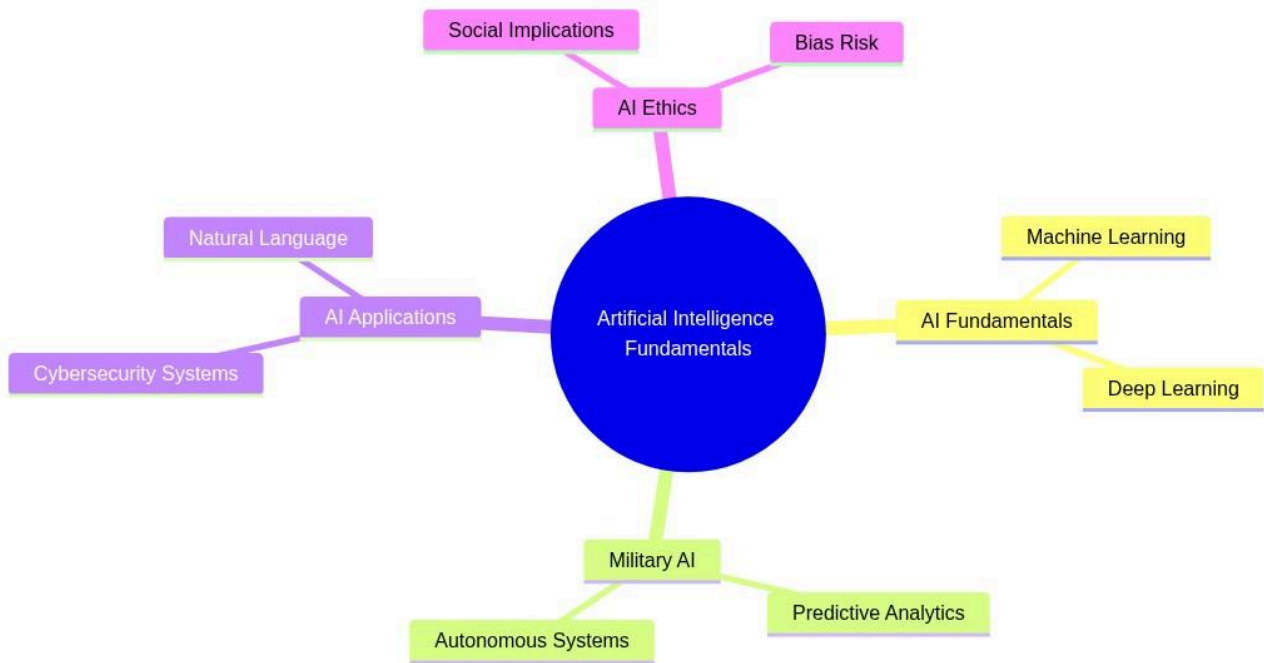 Social Implications
Bias Risk
AI Ethics
Natural Language
Machine Learning
AI Applications
Artificial Intelligence
Fundamentals
AI Fundamentals
Cybersecurity Systems
Deep Learning
Military AI
Predictive Analytics
Autonomous Systems